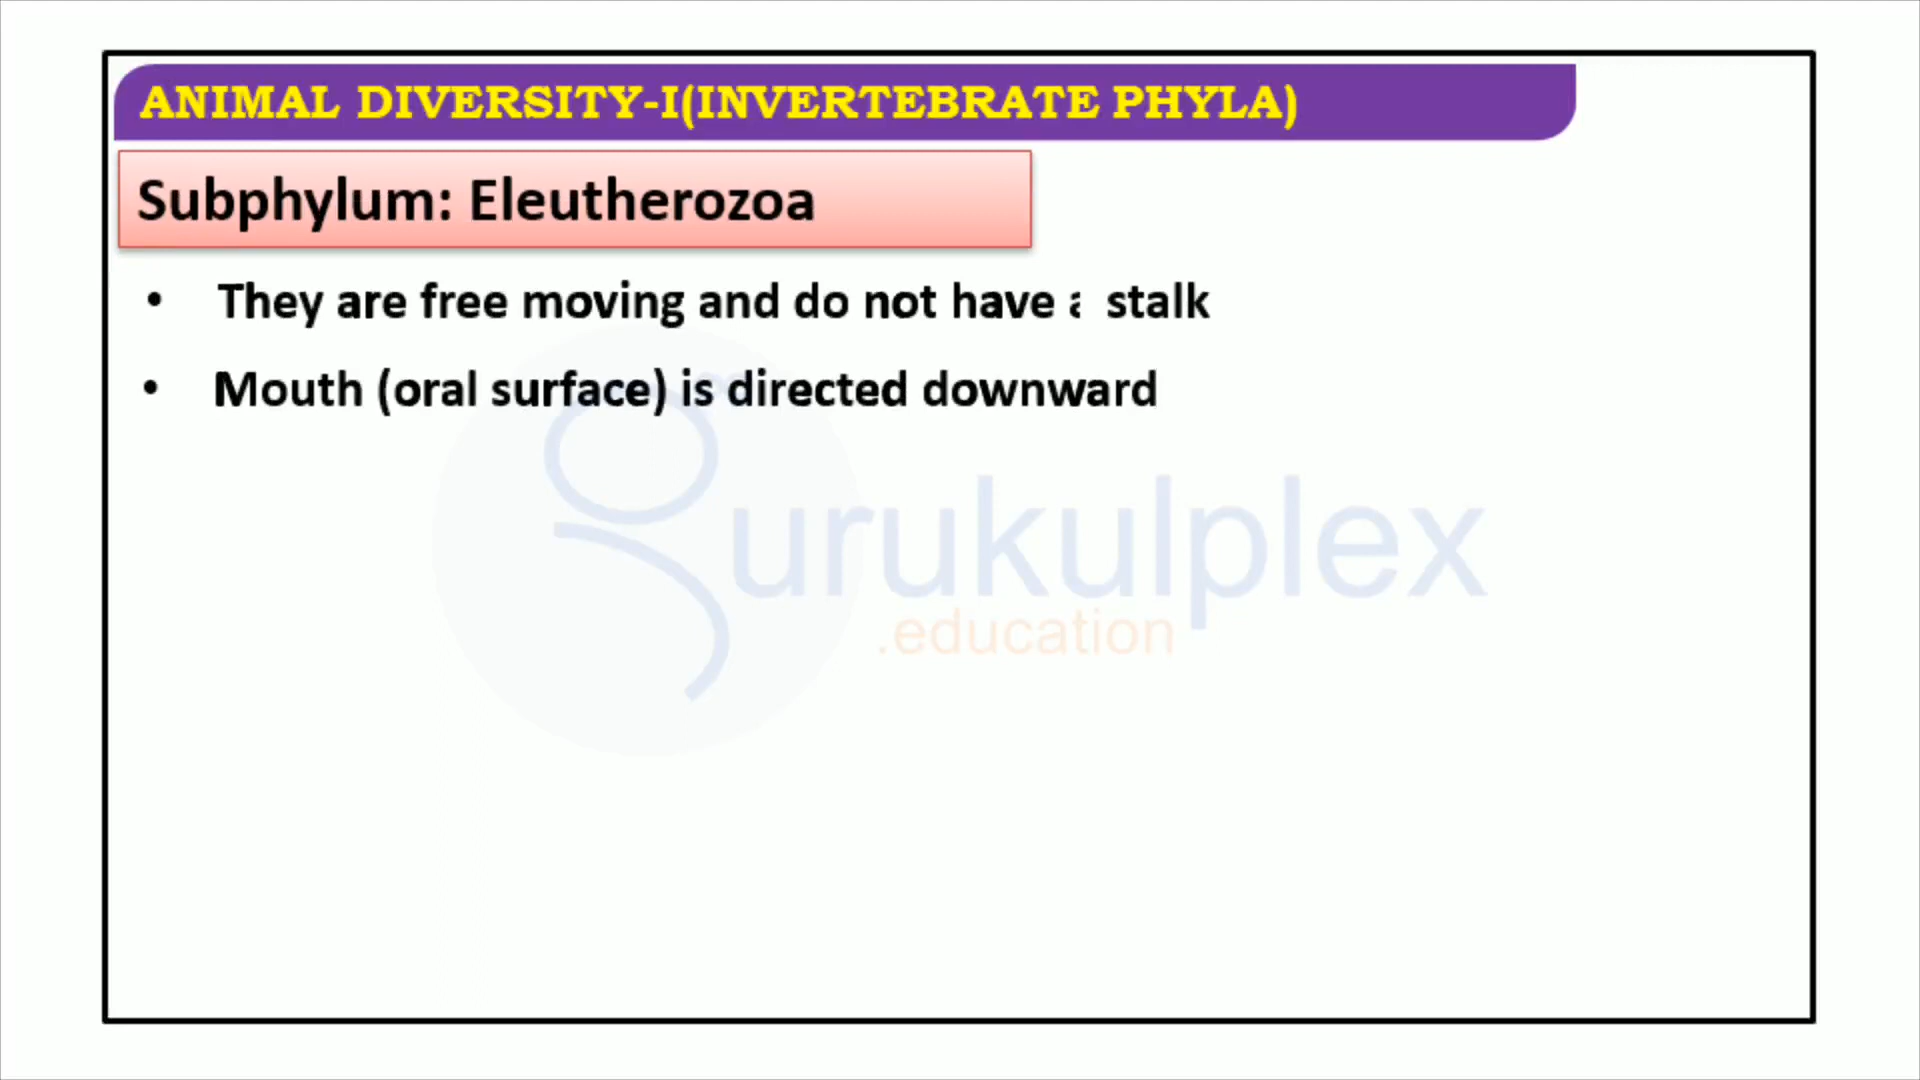 ANIMAL DIVERSITY-I(INVERTEBRATE PHYLA)
Subphylum: Eleutherozoa
• They are free moving and do not have a stalk
• Mouth (oral surface) is directed downward
gurukulplex
.education